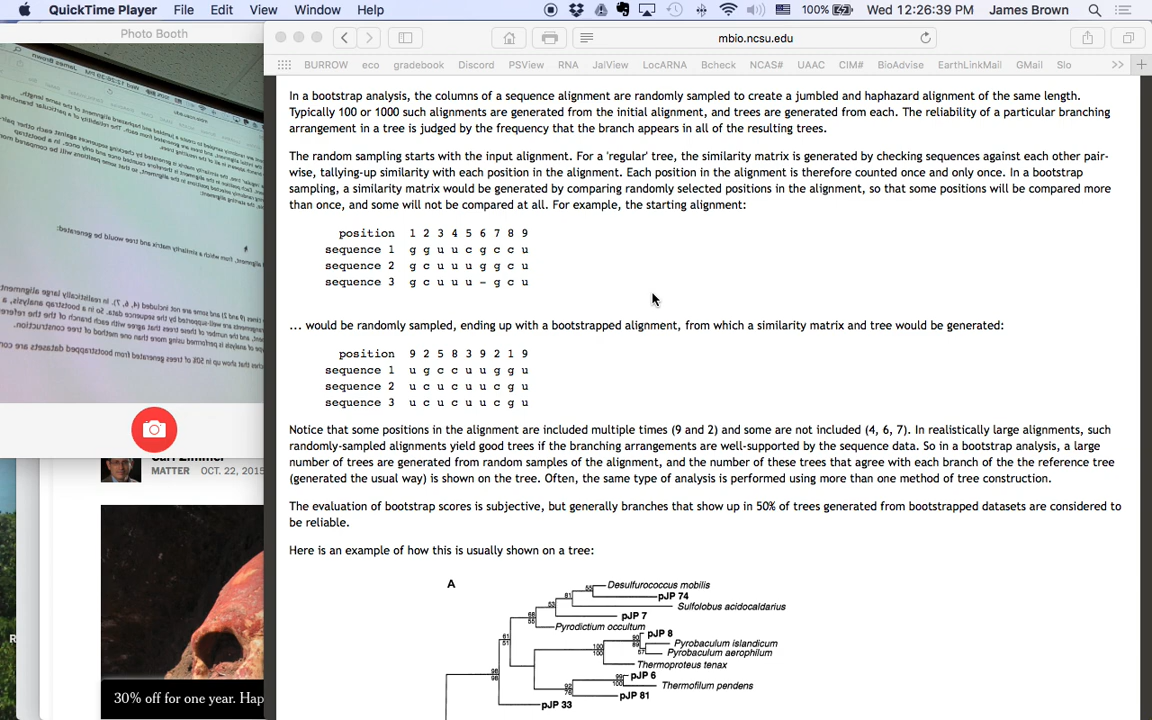 QuickTime Player File Edit View Window Help 100% Wed 12:26:39 PM James Brown
Photo Booth
mbio.ncsu.edu
BURROW eco gradebook Discord PSView RNA JalView LocARNA Bcheck NCAS# UAAC CIM# BioAdvise EarthLinkMail GMail Slo >>
In a bootstrap analysis, the columns of a sequence alignment are randomly sampled to create a jumbled and haphazard alignment of the same length.
Typically 100 or 1000 such alignments are generated from the initial alignment, and trees are generated from each. The reliability of a particular branching
arrangement in a tree is judged by the frequency that the branch appears in all of the resulting trees.
The random sampling starts with the input alignment. For a 'regular' tree, the similarity matrix is generated by checking sequences against each other pair-
wise, tallying-up similarity with each position in the alignment. Each position in the alignment is therefore counted once and only once. In a bootstrap
sampling, a similarity matrix would be generated by comparing randomly selected positions in the alignment, so that some positions will be compared more
than once, and some will not be compared at all. For example, the starting alignment:
position 1 2 3 4 5 6 7 8 9
sequence 1 g g u u c g c c u
sequence 2 g c u u u g g c u
sequence 3 g c u u u - g c u
... would be randomly sampled, ending up with a bootstrapped alignment, from which a similarity matrix and tree would be generated:
position 9 2 5 8 3 9 2 1 9
sequence 1 u g c c u u g g u
sequence 2 u c u c u u c g u
sequence 3 u c u c u u c g u
Notice that some positions in the alignment are included multiple times (9 and 2) and some are not included (4, 6, 7). In realistically large alignments, such
randomly-sampled alignments yield good trees if the branching arrangements are well-supported by the sequence data. So in a bootstrap analysis, a large
number of trees are generated from random samples of the alignment, and the number of these trees that agree with each branch of the the reference tree
(generated the usual way) is shown on the tree. Often, the same type of analysis is performed using more than one method of tree construction.
The evaluation of bootstrap scores is subjective, but generally branches that show up in 50% of trees generated from bootstrapped datasets are considered to
be reliable.
Here is an example of how this is usually shown on a tree:
A
Desulfurococcus mobilis
pJP 74
Sulfolobus acidocaldarius
pJP 7
Pyrodictium occultum
pJP 8
Pyrobaculum islandicum
Pyrobaculum aerophilum
Thermoproteus tenax
pJP 6
Thermofilum pendens
pJP 81
pJP 33
MATTER OCT. 22, 2015
30% off for one year. Hap